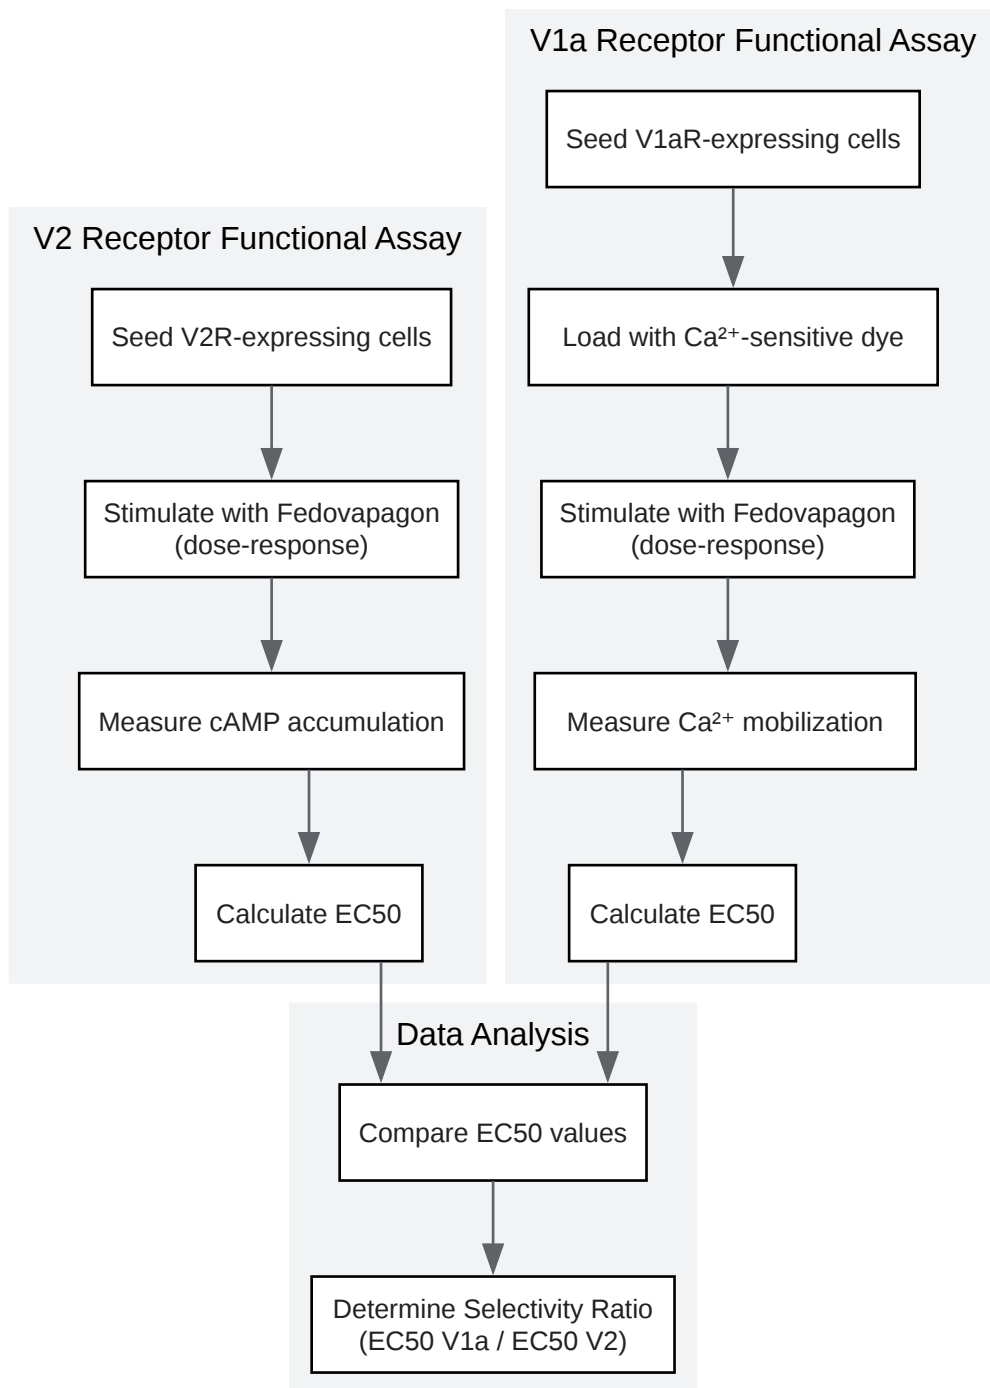 V2 Receptor Functional Assay
Seed V2R-expressing cells
Stimulate with Fedovapagon
(dose-response)
Measure cAMP accumulation
Calculate EC50
V1a Receptor Functional Assay
Seed V1aR-expressing cells
Load with Ca²⁺-sensitive dye
Stimulate with Fedovapagon
(dose-response)
Measure Ca²⁺ mobilization
Calculate EC50
Data Analysis
Compare EC50 values
Determine Selectivity Ratio
(EC50 V1a / EC50 V2)